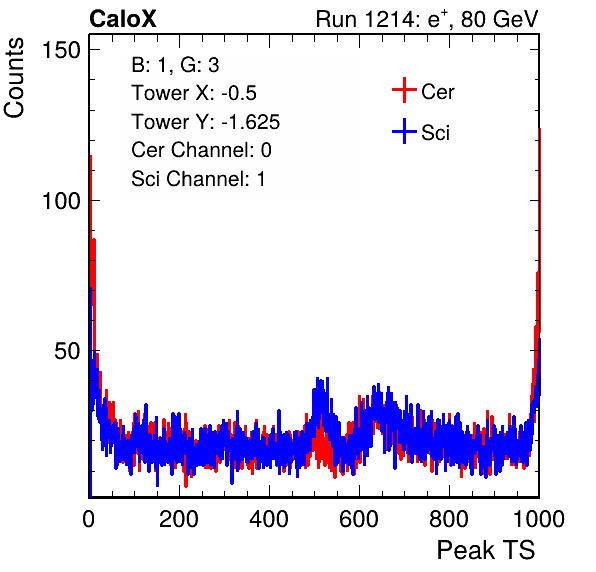 CaloX
Run 1214: e+, 80 GeV
Counts
150
100
50
B: 1, G: 3
Tower X: -0.5
Tower Y: -1.625
Cer Channel: 0
Sci Channel: 1
Cer
Sci
0 200 400 600 800 1000
Peak TS